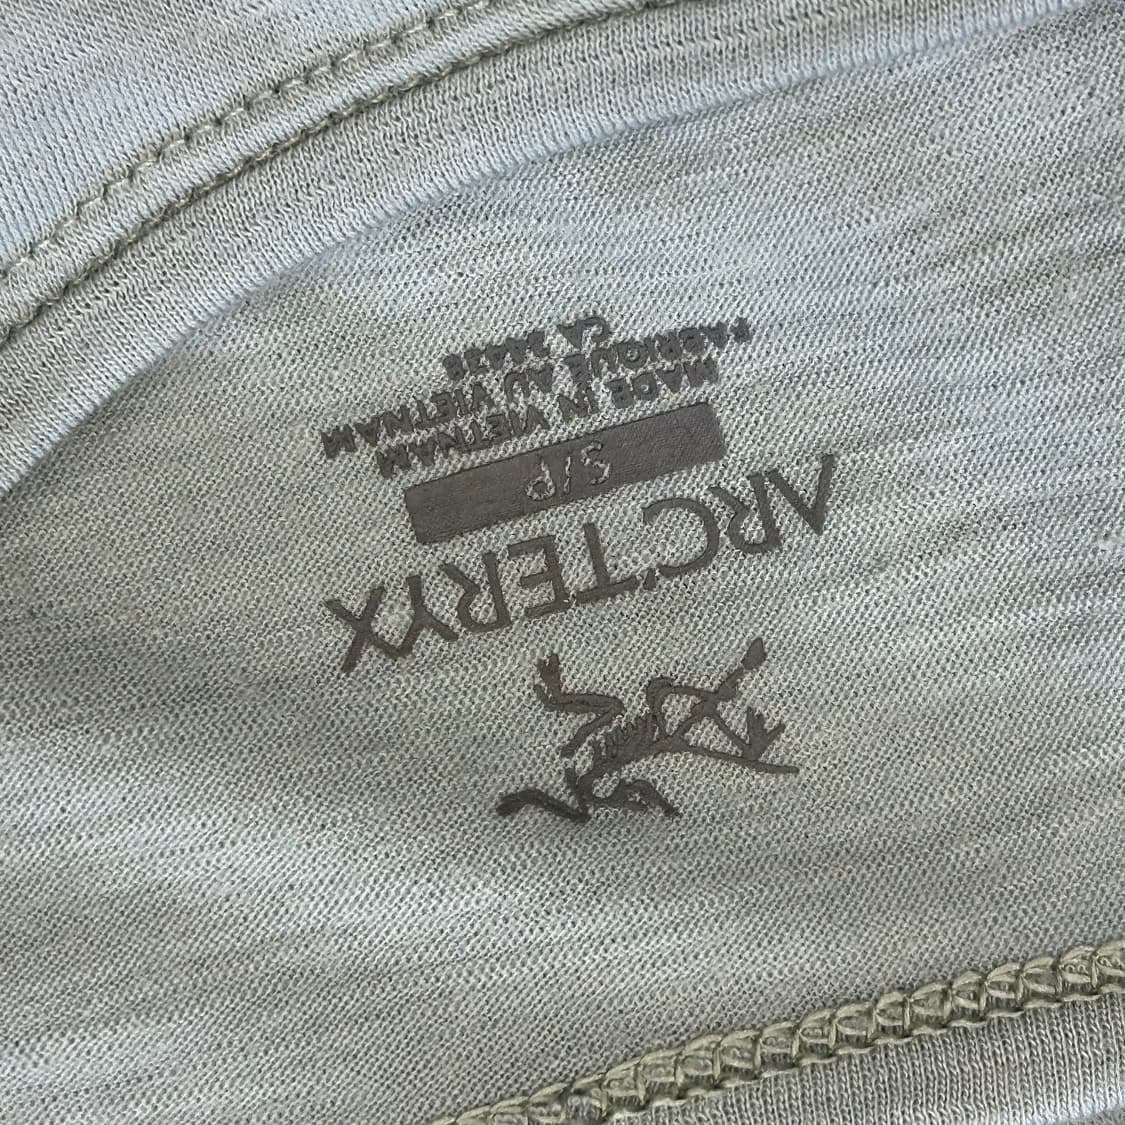 ARC'TERYX
S/P
MADE IN VIETNAM
FABRIQUÉ AU VIETNAM
CA 34438